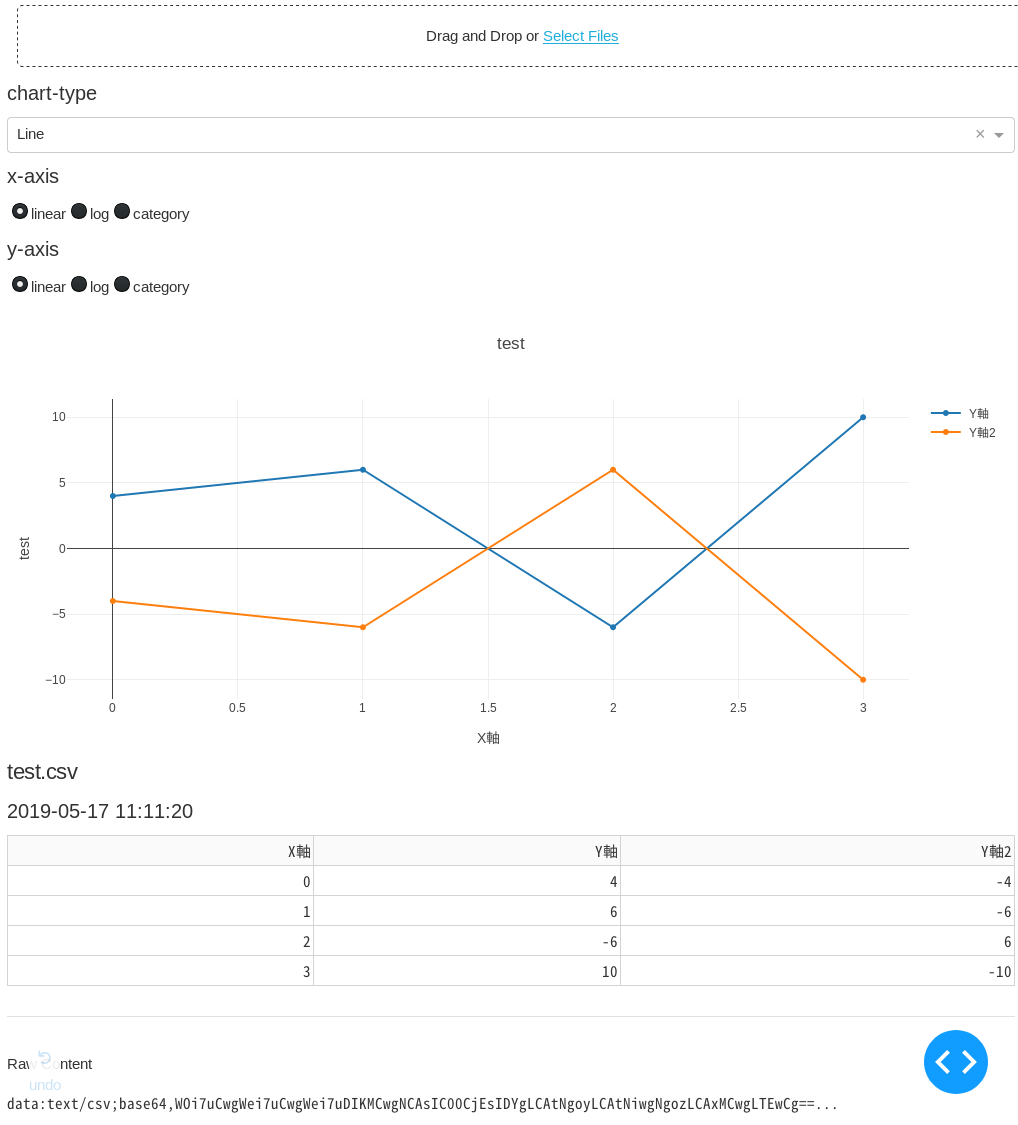 Drag and Drop or Select Files
chart-type
Line
x-axis
linear log category
y-axis
linear log category
test
10
5
0
−5
−10
test
0 0.5 1 1.5 2 2.5 3
X軸
Y軸
Y軸2
test.csv
2019-05-17 11:11:20
X軸 Y軸 Y軸2
0 4 -4
1 6 -6
2 -6 6
3 10 -10
Raw Content
undo
data:text/csv;base64,WOi7uCwgWei7uCwgWei7uDIKMCwgNCAsIC00CjEsIDYgLCAtNgoyLCAtNiwgNgozLCAxMCwgLTEwCg==...